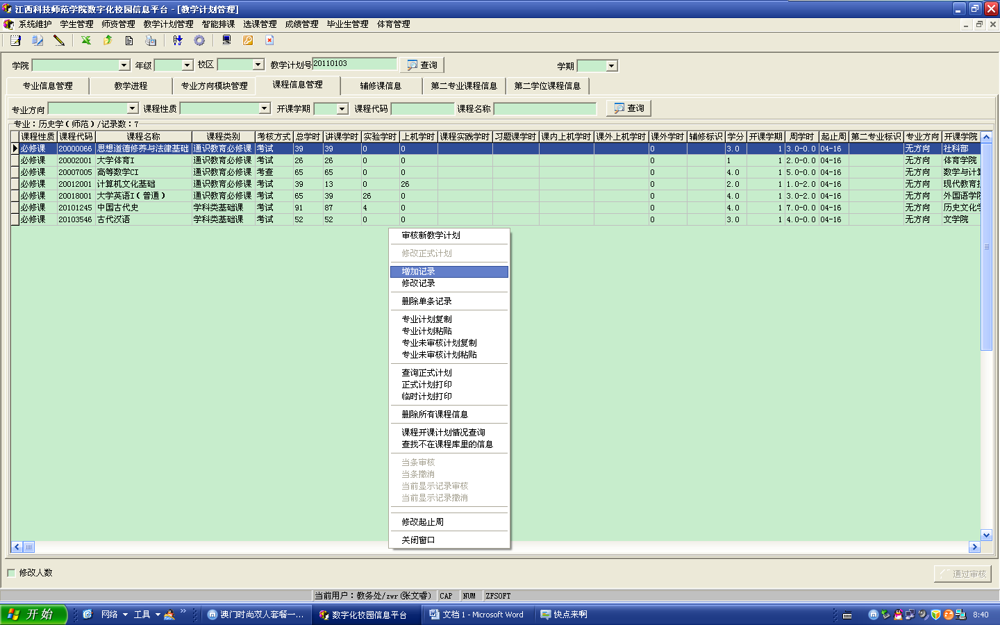 江西科技师范学院数字化校园信息平台 - [教学计划管理]
系统维护 学生管理 师资管理 教学计划管理 智能排课 选课管理 成绩管理 毕业生管理 体育管理
学院 年级 校区 教学计划号 20110103 查询 学期
专业信息管理 教学进程 专业方向模块管理 课程信息管理 辅修课信息 第二专业课程信息 第二学位课程信息
专业方向 课程性质 开课学期 课程代码 课程名称 查询
专业：历史学（师范）/记录数：7
课程性质 课程代码 课程名称 课程类别 考核方式 总学时 讲课学时 实验学时 上机学时 课程实践学时 习题课学时 课内上机学时 课外上机学时 课外学时 辅修标识 学分 开课学期 周学时 起止周 第二专业标识 专业方向 开课学院
必修课 20000066 思想道德修养与法律基础 通识教育必修课 考试 39 39 0 0 0 3.0 1 3.0-0.0 04-16 无方向 社科部
必修课 20002001 大学体育I 通识教育必修课 考试 26 26 0 0 0 1 1 2.0-0.0 04-16 无方向 体育学院
必修课 20007005 高等数学CI 通识教育必修课 考查 65 65 0 0 0 4.0 1 5.0-0.0 04-16 无方向 数学与计
必修课 20012001 计算机文化基础 通识教育必修课 考试 39 13 0 26 0 2.0 1 1.0-2.0 04-16 无方向 现代教育
必修课 20018001 大学英语I（普通） 通识教育必修课 考试 65 39 26 0 0 4.0 1 3.0-2.0 04-16 无方向 外国语学
必修课 20101245 中国古代史 学科类基础课 考试 91 87 4 0 0 4.0 1 7.0-0.0 04-16 无方向 历史文化
必修课 20103546 古代汉语 学科类基础课 考试 52 52 0 0 0 3.0 1 4.0-0.0 04-16 无方向 文学院
审核新教学计划
修改正式计划
增加记录
修改记录
删除单条记录
专业计划复制
专业计划粘贴
专业未审核计划复制
专业未审核计划粘贴
查询正式计划
正式计划打印
临时计划打印
删除所有课程信息
课程开课计划情况查询
查找不在课程库里的信息
当条审核
当条撤消
当前显示记录审核
当前显示记录撤消
修改起止周
关闭窗口
修改人数 通过审核
当前用户：教务处/zwr(张文睿) CAP NUM ZFSOFT
开始 网络 工具 » 澳门时尚双人套餐一... 数字化校园信息平台 文档 1 - Microsoft Word 快点来啊 8:40